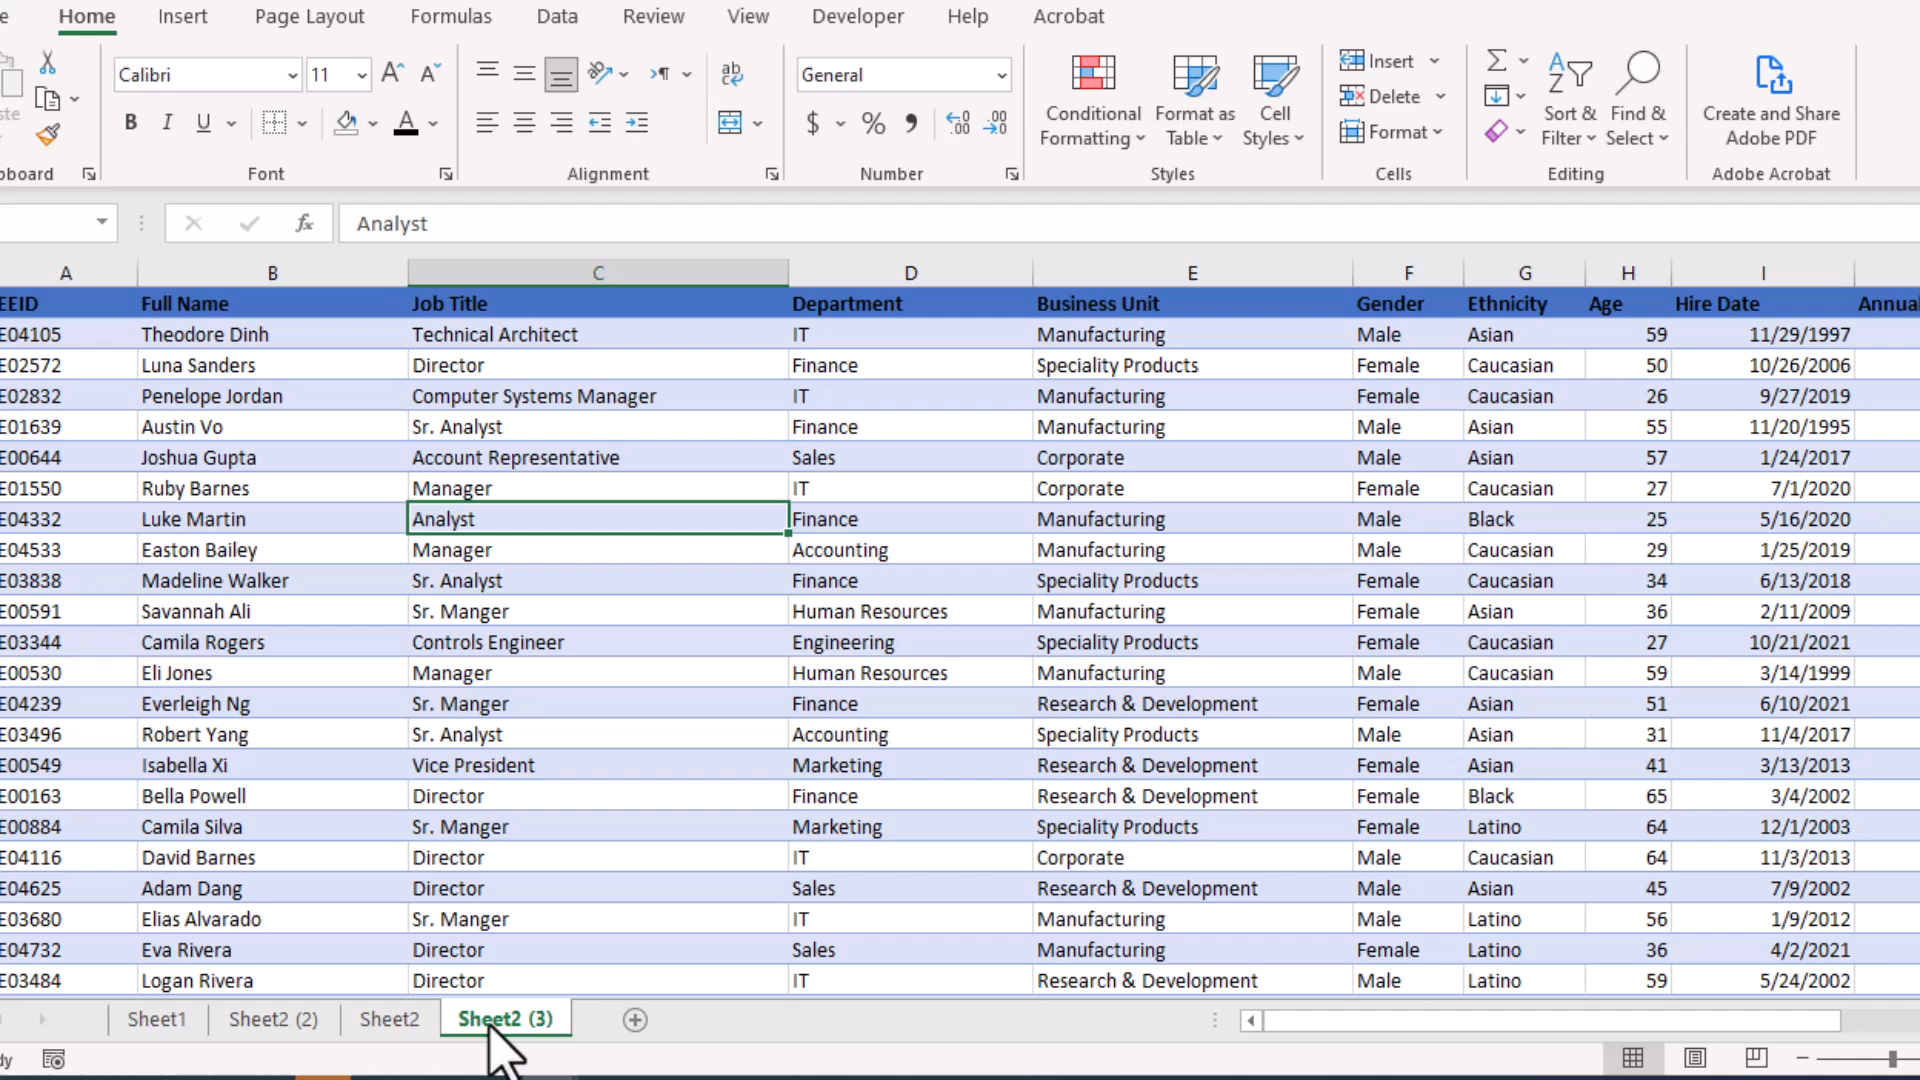 Home Insert Page Layout Formulas Data Review View Developer Help Acrobat
Calibri 11 General Insert
Conditional Formatting Format as Table Cell Styles Delete Sort & Filter Find & Select Create and Share Adobe PDF
B I U $ % Format
Font Alignment Number Styles Cells Editing Adobe Acrobat
fx Analyst
A B C D E F G H I
EEID Full Name Job Title Department Business Unit Gender Ethnicity Age Hire Date Annual
E04105 Theodore Dinh Technical Architect IT Manufacturing Male Asian 59 11/29/1997
E02572 Luna Sanders Director Finance Speciality Products Female Caucasian 50 10/26/2006
E02832 Penelope Jordan Computer Systems Manager IT Manufacturing Female Caucasian 26 9/27/2019
E01639 Austin Vo Sr. Analyst Finance Manufacturing Male Asian 55 11/20/1995
E00644 Joshua Gupta Account Representative Sales Corporate Male Asian 57 1/24/2017
E01550 Ruby Barnes Manager IT Corporate Female Caucasian 27 7/1/2020
E04332 Luke Martin Analyst Finance Manufacturing Male Black 25 5/16/2020
E04533 Easton Bailey Manager Accounting Manufacturing Male Caucasian 29 1/25/2019
E03838 Madeline Walker Sr. Analyst Finance Speciality Products Female Caucasian 34 6/13/2018
E00591 Savannah Ali Sr. Manger Human Resources Manufacturing Female Asian 36 2/11/2009
E03344 Camila Rogers Controls Engineer Engineering Speciality Products Female Caucasian 27 10/21/2021
E00530 Eli Jones Manager Human Resources Manufacturing Male Caucasian 59 3/14/1999
E04239 Everleigh Ng Sr. Manger Finance Research & Development Female Asian 51 6/10/2021
E03496 Robert Yang Sr. Analyst Accounting Speciality Products Male Asian 31 11/4/2017
E00549 Isabella Xi Vice President Marketing Research & Development Female Asian 41 3/13/2013
E00163 Bella Powell Director Finance Research & Development Female Black 65 3/4/2002
E00884 Camila Silva Sr. Manger Marketing Speciality Products Female Latino 64 12/1/2003
E04116 David Barnes Director IT Corporate Male Caucasian 64 11/3/2013
E04625 Adam Dang Director Sales Research & Development Male Asian 45 7/9/2002
E03680 Elias Alvarado Sr. Manger IT Manufacturing Male Latino 56 1/9/2012
E04732 Eva Rivera Director Sales Manufacturing Female Latino 36 4/2/2021
E03484 Logan Rivera Director IT Research & Development Male Latino 59 5/24/2002
Sheet1 Sheet2 (2) Sheet2 Sheet2 (3)